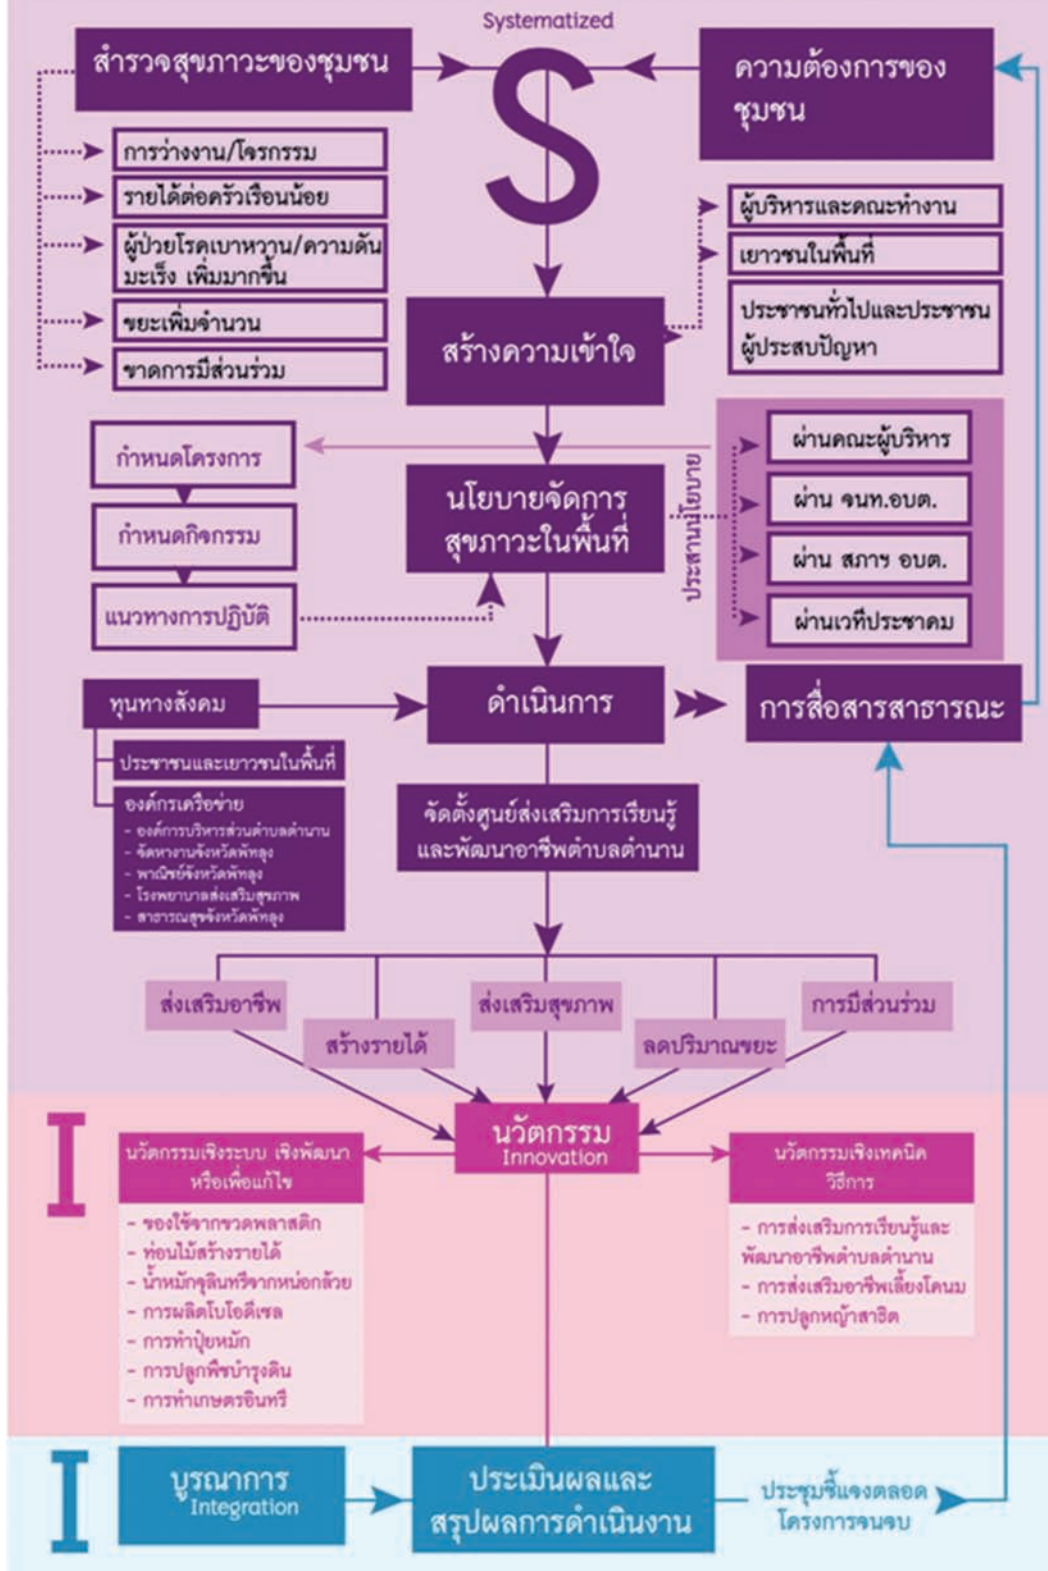 Systematized
S
สำรวจสุขภาวะของชุมชน
ความต้องการของ
ชุมชน
การว่างงาน/โจรกรรม
รายได้ต่อครัวเรือนน้อย
ผู้ป่วยโรคเบาหวาน/ความดัน
มะเร็ง เพิ่มมากขึ้น
ขยะเพิ่มจำนวน
ขาดการมีส่วนร่วม
ผู้บริหารและคณะทำงาน
เยาวชนในพื้นที่
ประชาชนทั่วไปและประชาชน
ผู้ประสบปัญหา
สร้างความเข้าใจ
กำหนดโครงการ
กำหนดกิจกรรม
แนวทางการปฏิบัติ
นโยบายจัดการ
สุขภาวะในพื้นที่
ประสานนโยบาย
ผ่านคณะผู้บริหาร
ผ่าน จนท.อบต.
ผ่าน สภาฯ อบต.
ผ่านเวทีประชาคม
ทุนทางสังคม
ดำเนินการ
การสื่อสารสาธารณะ
ประชาชนและเยาวชนในพื้นที่
องค์กรเครือข่าย
- องค์การบริหารส่วนตำบลตำนาน
- จัดหางานจังหวัดพัทลุง
- พาณิชย์จังหวัดพัทลุง
- โรงพยาบาลส่งเสริมสุขภาพ
- สาธารณสุขจังหวัดพัทลุง
จัดตั้งศูนย์ส่งเสริมการเรียนรู้
และพัฒนาอาชีพตำบลตำนาน
ส่งเสริมอาชีพ
สร้างรายได้
ส่งเสริมสุขภาพ
ลดปริมาณขยะ
การมีส่วนร่วม
I
นวัตกรรม
Innovation
นวัตกรรมเชิงระบบ เชิงพัฒนา
หรือเพื่อแก้ไข
- ของใช้จากขวดพลาสติก
- ท่อนไม้สร้างรายได้
- น้ำหมักจุลินทรีจากหน่อกล้วย
- การผลิตไบโอดีเซล
- การทำปุ๋ยหมัก
- การปลูกพืชบำรุงดิน
- การทำเกษตรอินทรี
นวัตกรรมเชิงเทคนิค
วิธีการ
- การส่งเสริมการเรียนรู้และ
พัฒนาอาชีพตำบลตำนาน
- การส่งเสริมอาชีพเลี้ยงโคนม
- การปลูกหญ้าสาธิต
I
บูรณาการ
Integration
ประเมินผลและ
สรุปผลการดำเนินงาน
ประชุมชี้แจงตลอด
โครงการจนจบ